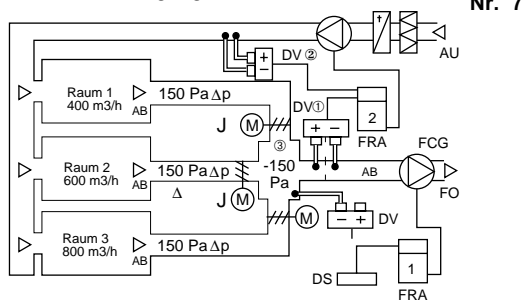 Nr. 7
DV ②
AU
Raum 1
400 m3/h
AB
150 Pa Δp
J
M
DV①
2
FRA
③
-150
Pa
AB
FCG
FO
Raum 2
600 m3/h
AB
150 Pa Δp
Δ
J
M
Raum 3
800 m3/h
AB
150 Pa Δp
M
DV
DS
1
FRA
+
−
+ −
− +
t